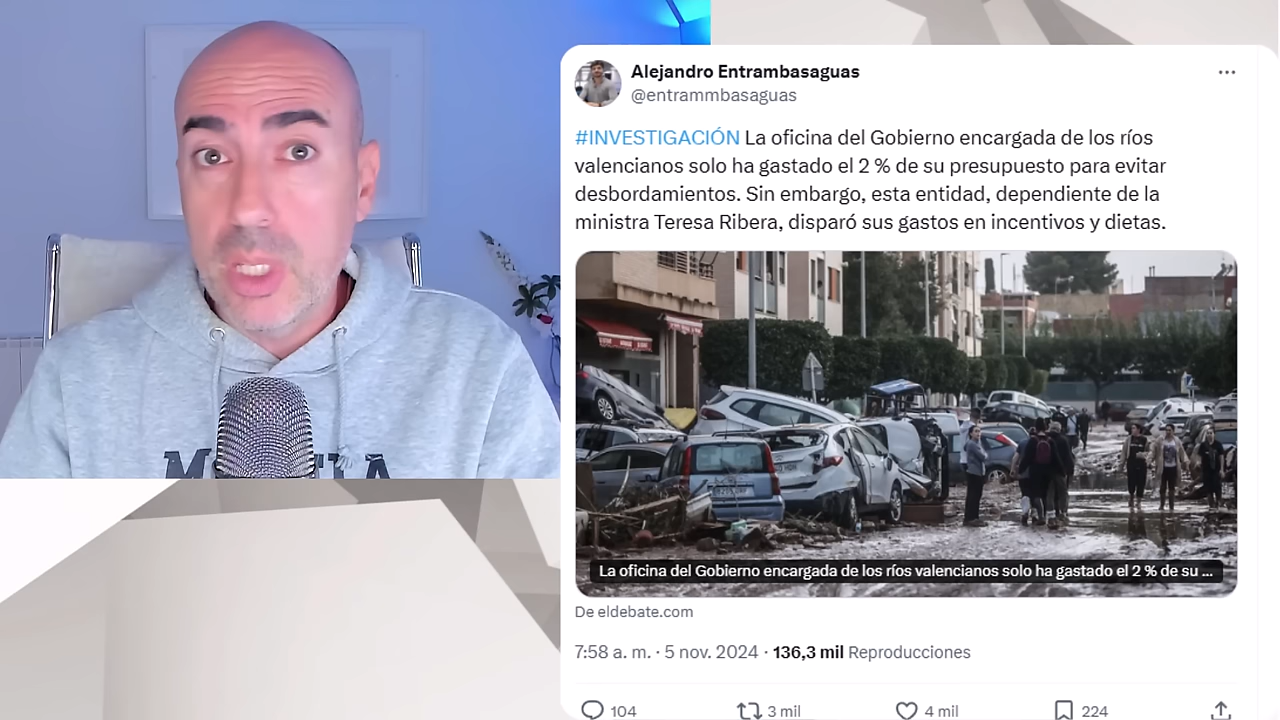 Alejandro Entrambasaguas
@entrammbasaguas
#INVESTIGACIÓN La oficina del Gobierno encargada de los ríos
valencianos solo ha gastado el 2 % de su presupuesto para evitar
desbordamientos. Sin embargo, esta entidad, dependiente de la
ministra Teresa Ribera, disparó sus gastos en incentivos y dietas.
La oficina del Gobierno encargada de los ríos valencianos solo ha gastado el 2 % de su ...
De eldebate.com
7:58 a. m. · 5 nov. 2024 · 136,3 mil Reproducciones
104
3 mil
4 mil
224